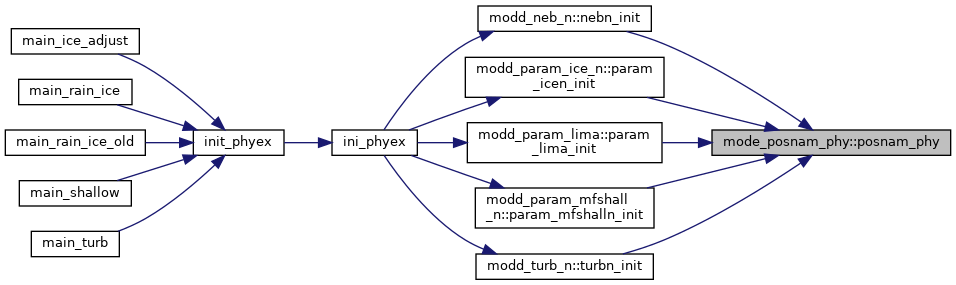 main_ice_adjust
main_rain_ice
main_rain_ice_old
main_shallow
main_turb
init_phyex
ini_phyex
modd_neb_n::nebn_init
modd_param_ice_n::param
_icen_init
modd_param_lima::param
_lima_init
modd_param_mfshall
_n::param_mfshalln_init
modd_turb_n::turbn_init
mode_posnam_phy::posnam_phy